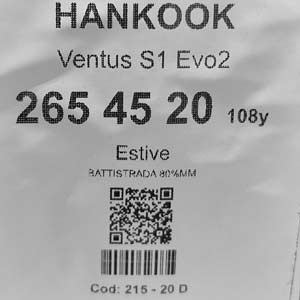 HANKOOK
Ventus S1 Evo2
265 45 20 108y
Estive
BATTISTRADA 80%MM
Cod: 215 - 20 D